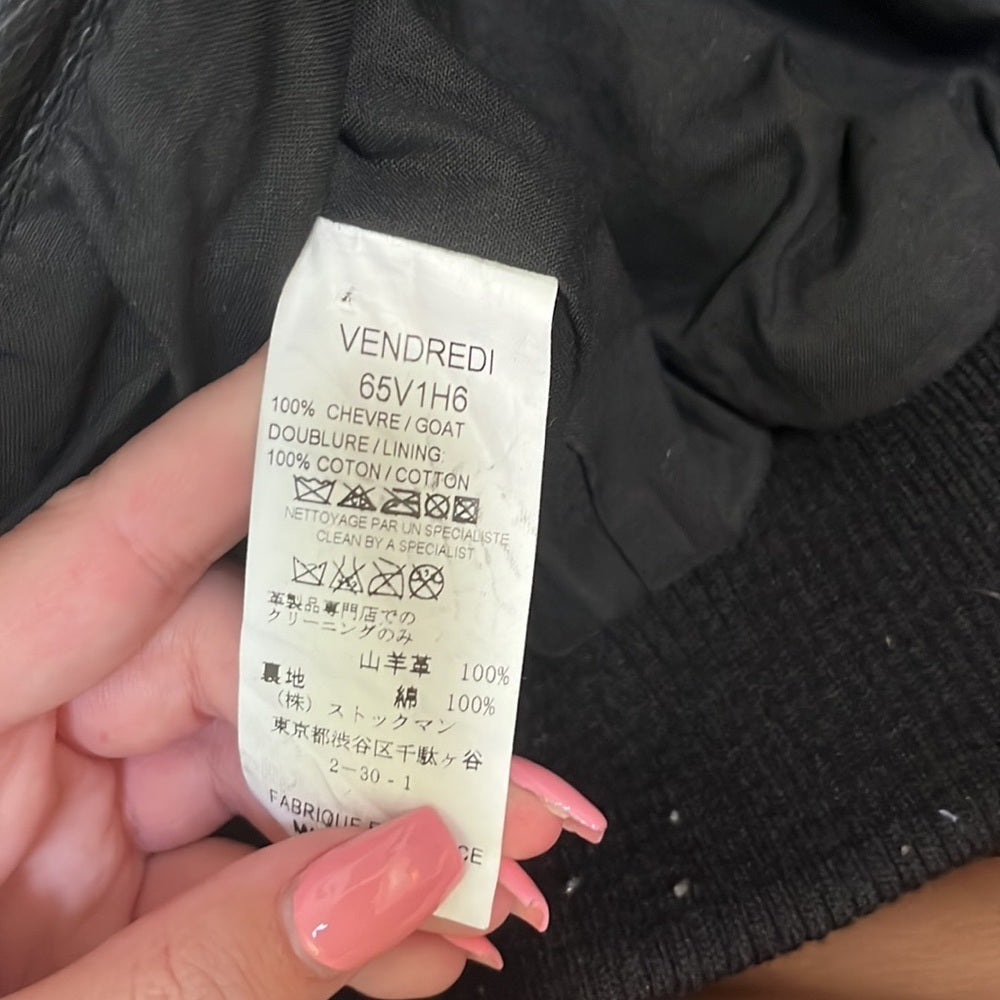 VENDREDI
65V1H6
100% CHEVRE / GOAT
DOUBLURE / LINING:
100% COTON / COTTON
NETTOYAGE PAR UN SPECIALISTE
CLEAN BY A SPECIALIST
革製品専門店での
クリーニングのみ
山羊革 100%
裏地 綿 100%
(株) ストックマン
東京都渋谷区千駄ヶ谷
2-30-1
FABRIQUE